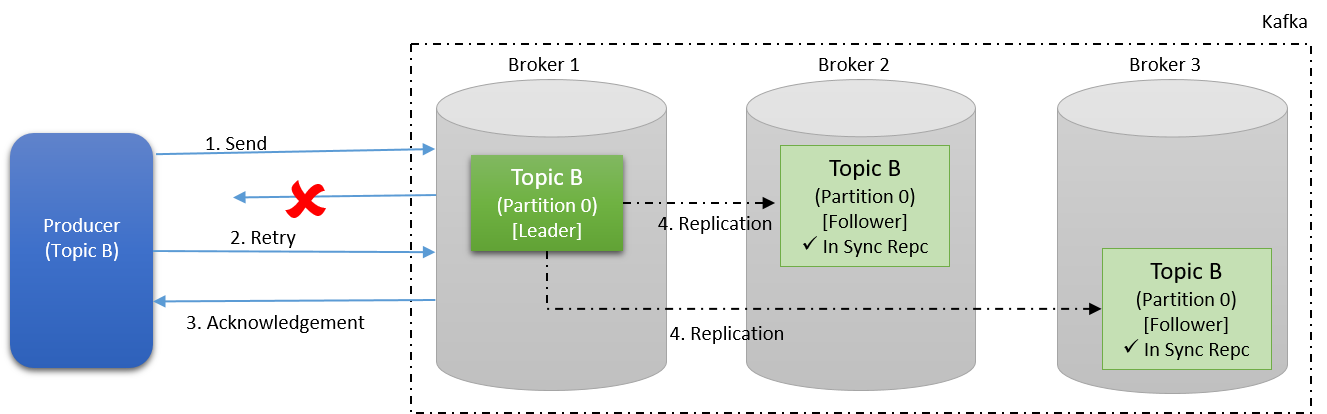 Kafka
Broker 1
Broker 2
Broker 3
1. Send
Producer
(Topic B)
2. Retry
3. Acknowledgement
Topic B
(Partition 0)
[Leader]
4. Replication
4. Replication
Topic B
(Partition 0)
[Follower]
✓ In Sync Repc
Topic B
(Partition 0)
[Follower]
✓ In Sync Repc